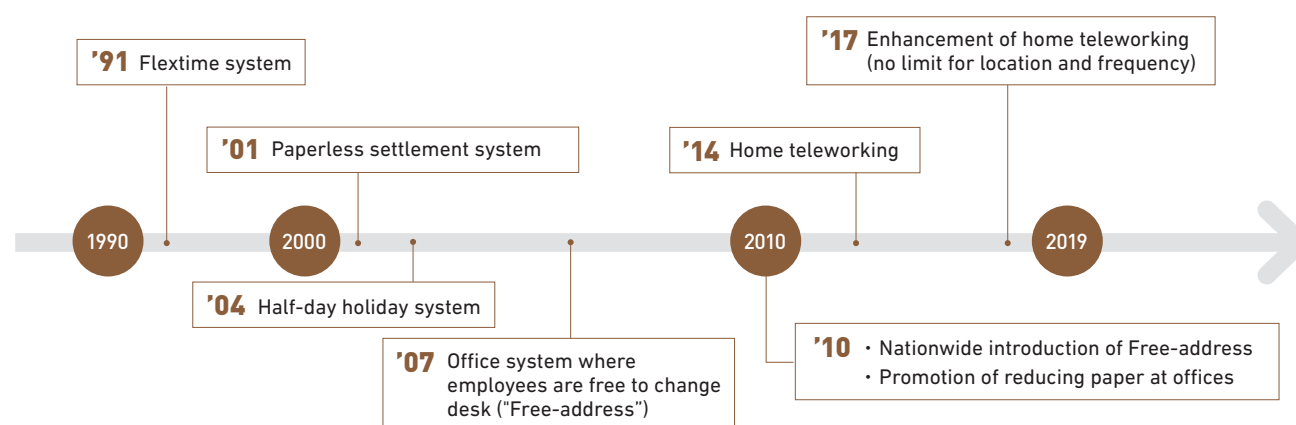 '91 Flextime system
'17 Enhancement of home teleworking
(no limit for location and frequency)
'01 Paperless settlement system
'14 Home teleworking
1990
2000
2010
2019
'04 Half-day holiday system
'07 Office system where
employees are free to change
desk ("Free-address")
'10 ・Nationwide introduction of Free-address
・Promotion of reducing paper at offices